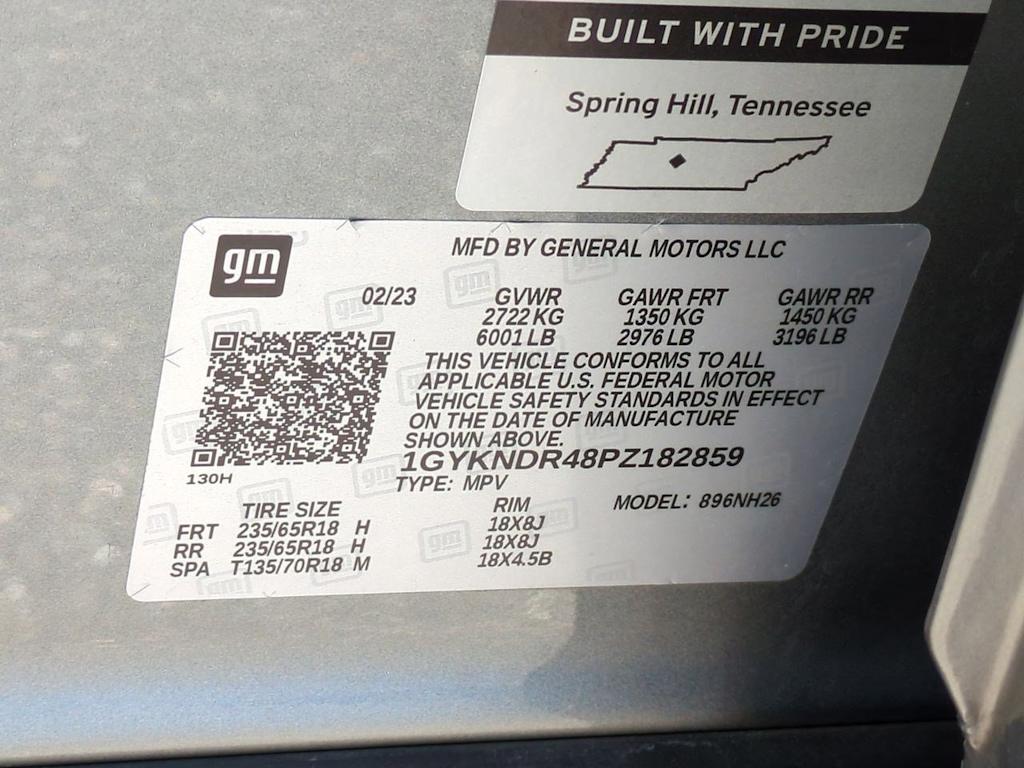 BUILT WITH PRIDE
Spring Hill, Tennessee
gm
MFD BY GENERAL MOTORS LLC
02/23 GVWR GAWR FRT GAWR RR
2722 KG 1350 KG 1450 KG
6001 LB 2976 LB 3196 LB
THIS VEHICLE CONFORMS TO ALL
APPLICABLE U.S. FEDERAL MOTOR
VEHICLE SAFETY STANDARDS IN EFFECT
ON THE DATE OF MANUFACTURE
SHOWN ABOVE.
1GYKNDR48PZ182859
130H
TYPE: MPV
MODEL: 896NH26
TIRE SIZE RIM
FRT 235/65R18 H 18X8J
RR 235/65R18 H 18X8J
SPA T135/70R18 M 18X4.5B